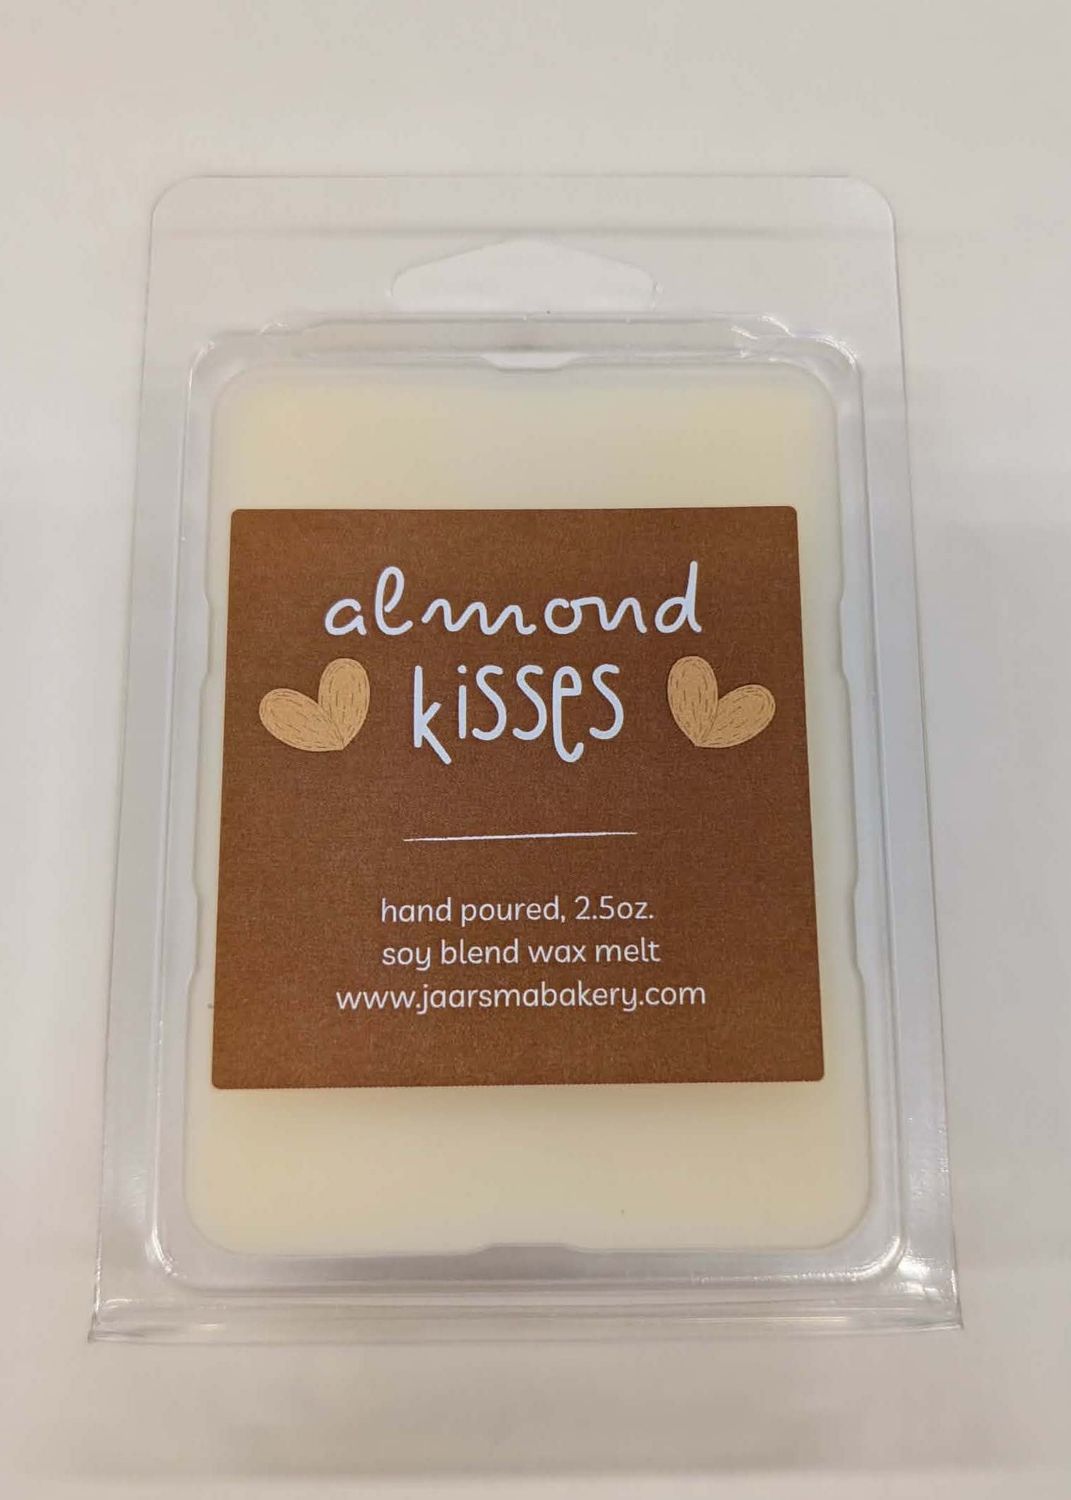 almond
kisses
hand poured, 2.5oz.
soy blend wax melt
www.jaarsmabakery.com